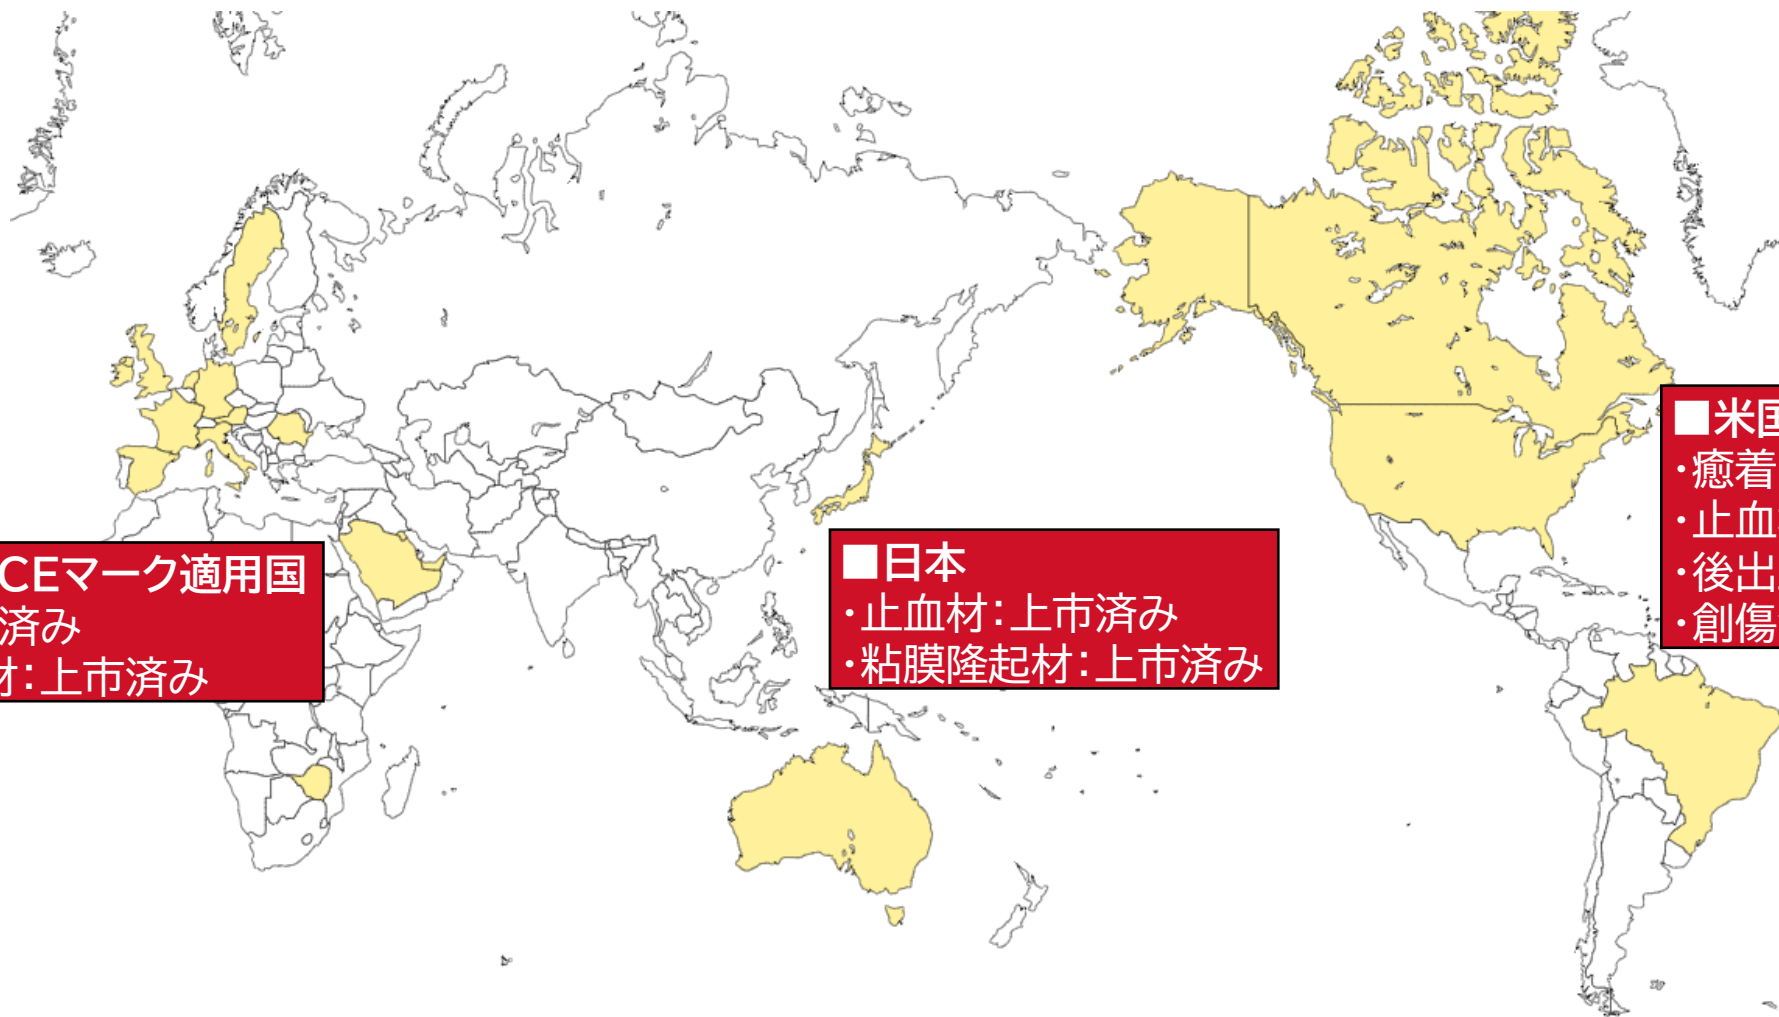 CEマーク適用国
済み
材：上市済み
■日本
・止血材：上市済み
・粘膜隆起材：上市済み
■米国
・癒着
・止血
・後出
・創傷